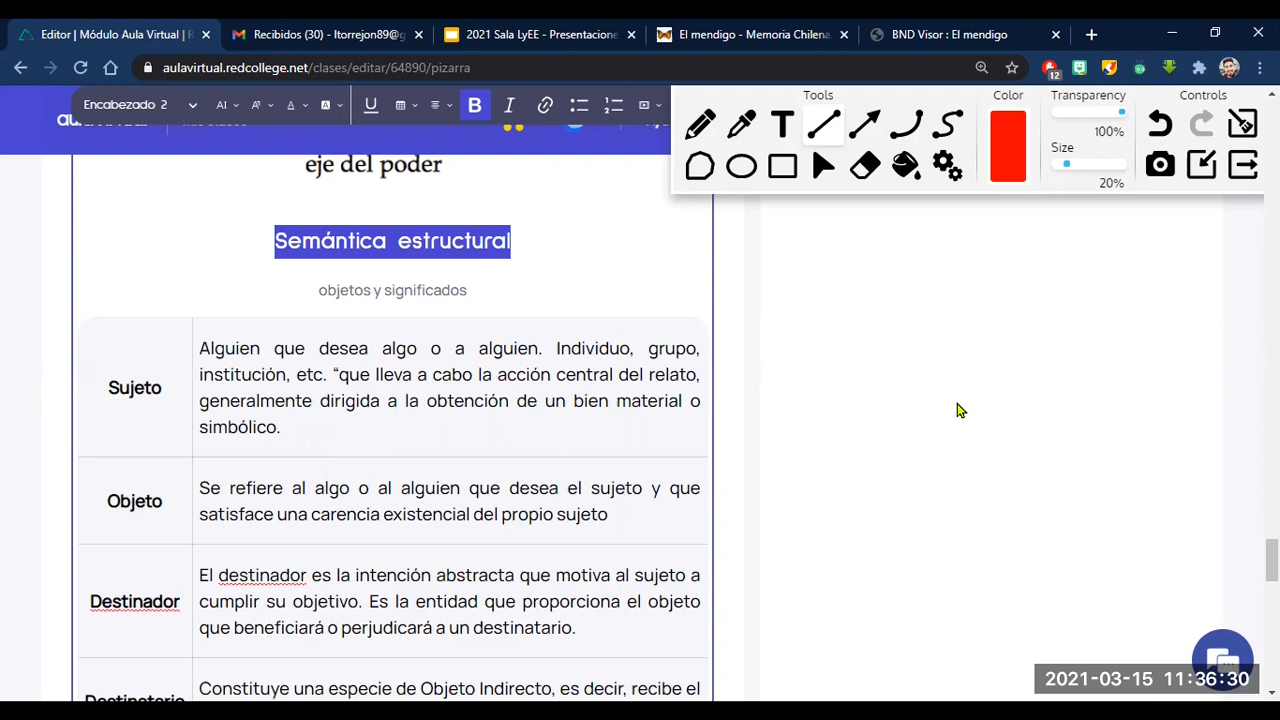 Editor | Módulo Aula Virtual | R
Recibidos (30) - ltorrejon89@g
2021 Sala LyEE - Presentacione
El mendigo - Memoria Chilena
BND Visor : El mendigo
aulavirtual.redcollege.net/clases/editar/64890/pizarra
12
Encabezado 2
Tools
Color
Transparency
Controls
100%
Size
20%
eje del poder
Semántica estructural
objetos y significados
Sujeto
Alguien que desea algo o a alguien. Individuo, grupo,
institución, etc. “que lleva a cabo la acción central del relato,
generalmente dirigida a la obtención de un bien material o
simbólico.
Objeto
Se refiere al algo o al alguien que desea el sujeto y que
satisface una carencia existencial del propio sujeto
Destinador
El destinador es la intención abstracta que motiva al sujeto a
cumplir su objetivo. Es la entidad que proporciona el objeto
que beneficiará o perjudicará a un destinatario.
Destinatario
Constituye una especie de Objeto Indirecto, es decir, recibe el
2021-03-15 11:36:30